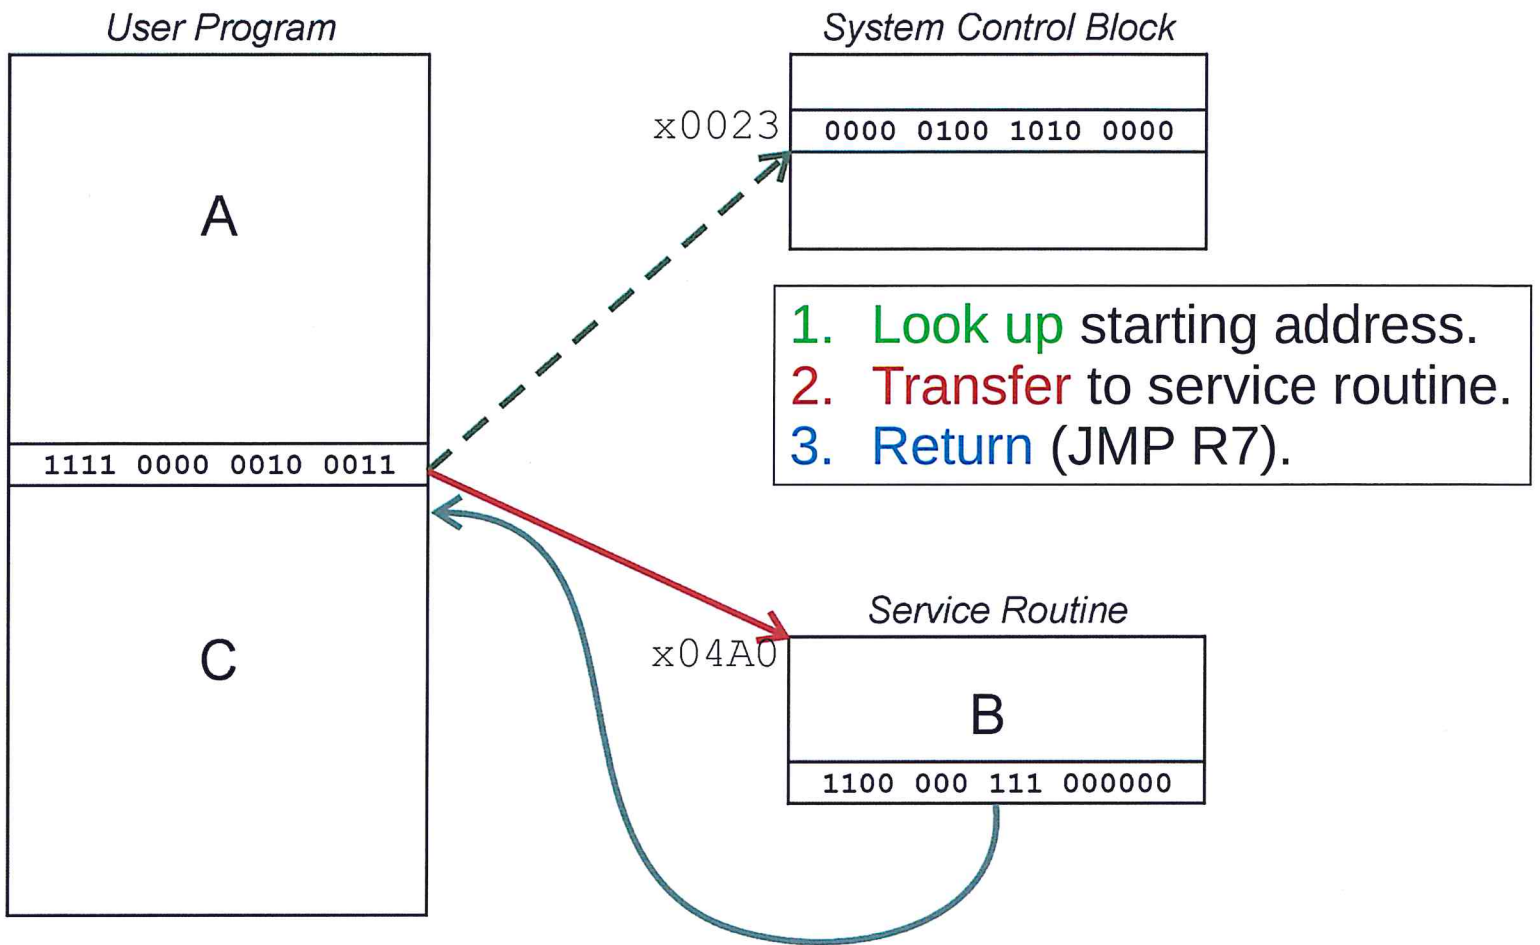 User Program
System Control Block
x0023
0000 0100 1010 0000
A
1. Look up starting address.
2. Transfer to service routine.
3. Return (JMP R7).
1111 0000 0010 0011
Service Routine
x04A0
C
B
1100 000 111 000000